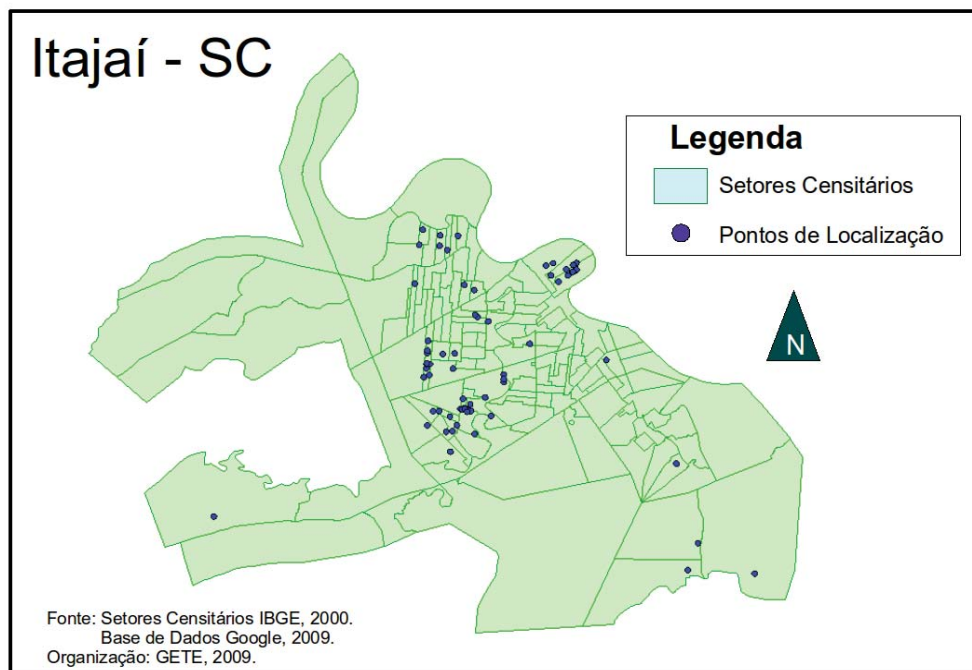 Itajaí - SC
Legenda
Setores Censitários
Pontos de Localização
N
Fonte: Setores Censitários IBGE, 2000.
Base de Dados Google, 2009.
Organização: GETE, 2009.